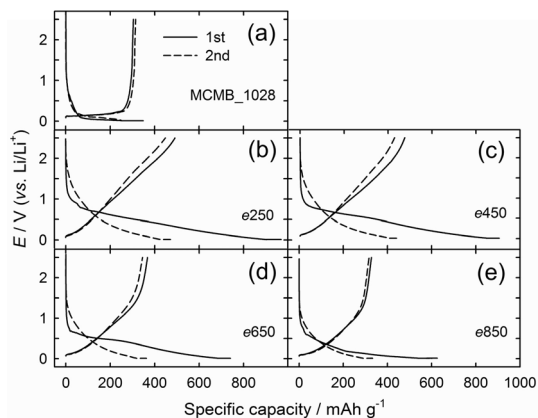 (a)
1st
2nd
MCMB_1028
2
1
0
E / V (vs. Li/Li⁺)
(b)
e250
(c)
e450
2
1
0
(d)
e650
(e)
e850
2
1
0
0 200 400 600 800 0 200 400 600 800 1000
Specific capacity / mAh g⁻¹